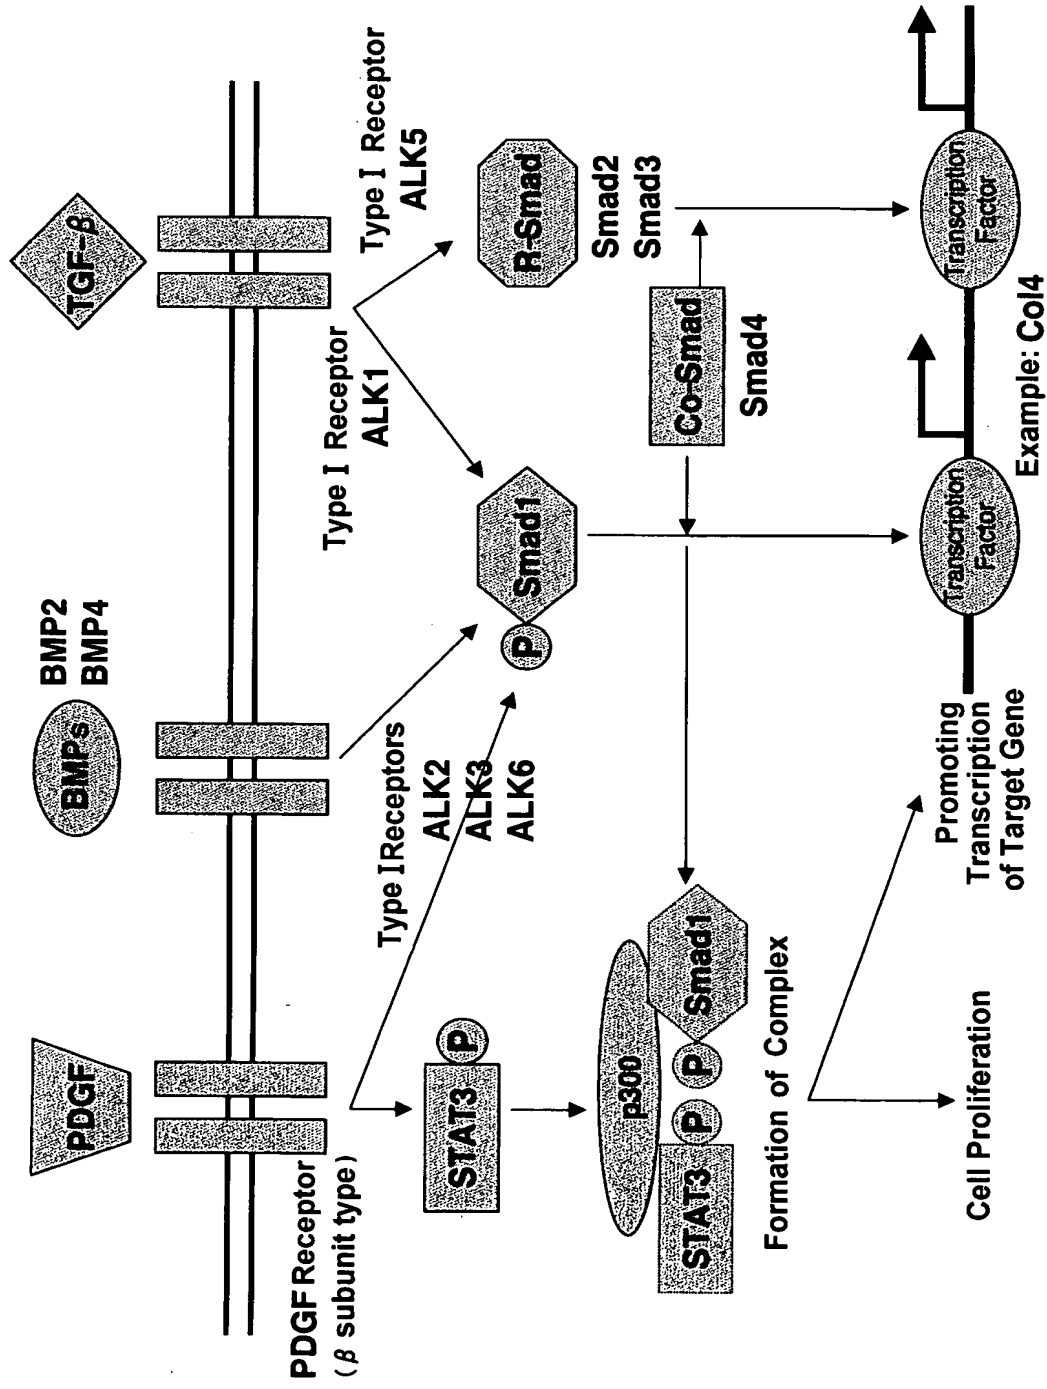 PDGF
BMPs
BMP2
BMP4
TGF-β
PDGF Receptor
(β subunit type)
Type I Receptors
ALK2
ALK3
ALK6
Type I Receptor
ALK1
Type I Receptor
ALK5
STAT3
P
P
Smad1
R-Smad
Smad2
Smad3
p300
STAT3
P
P
Smad1
Co-Smad
Smad4
Formation of Complex
Cell Proliferation
Promoting
Transcription
of Target Gene
Transcription
Factor
Transcription
Factor
Example: Col4